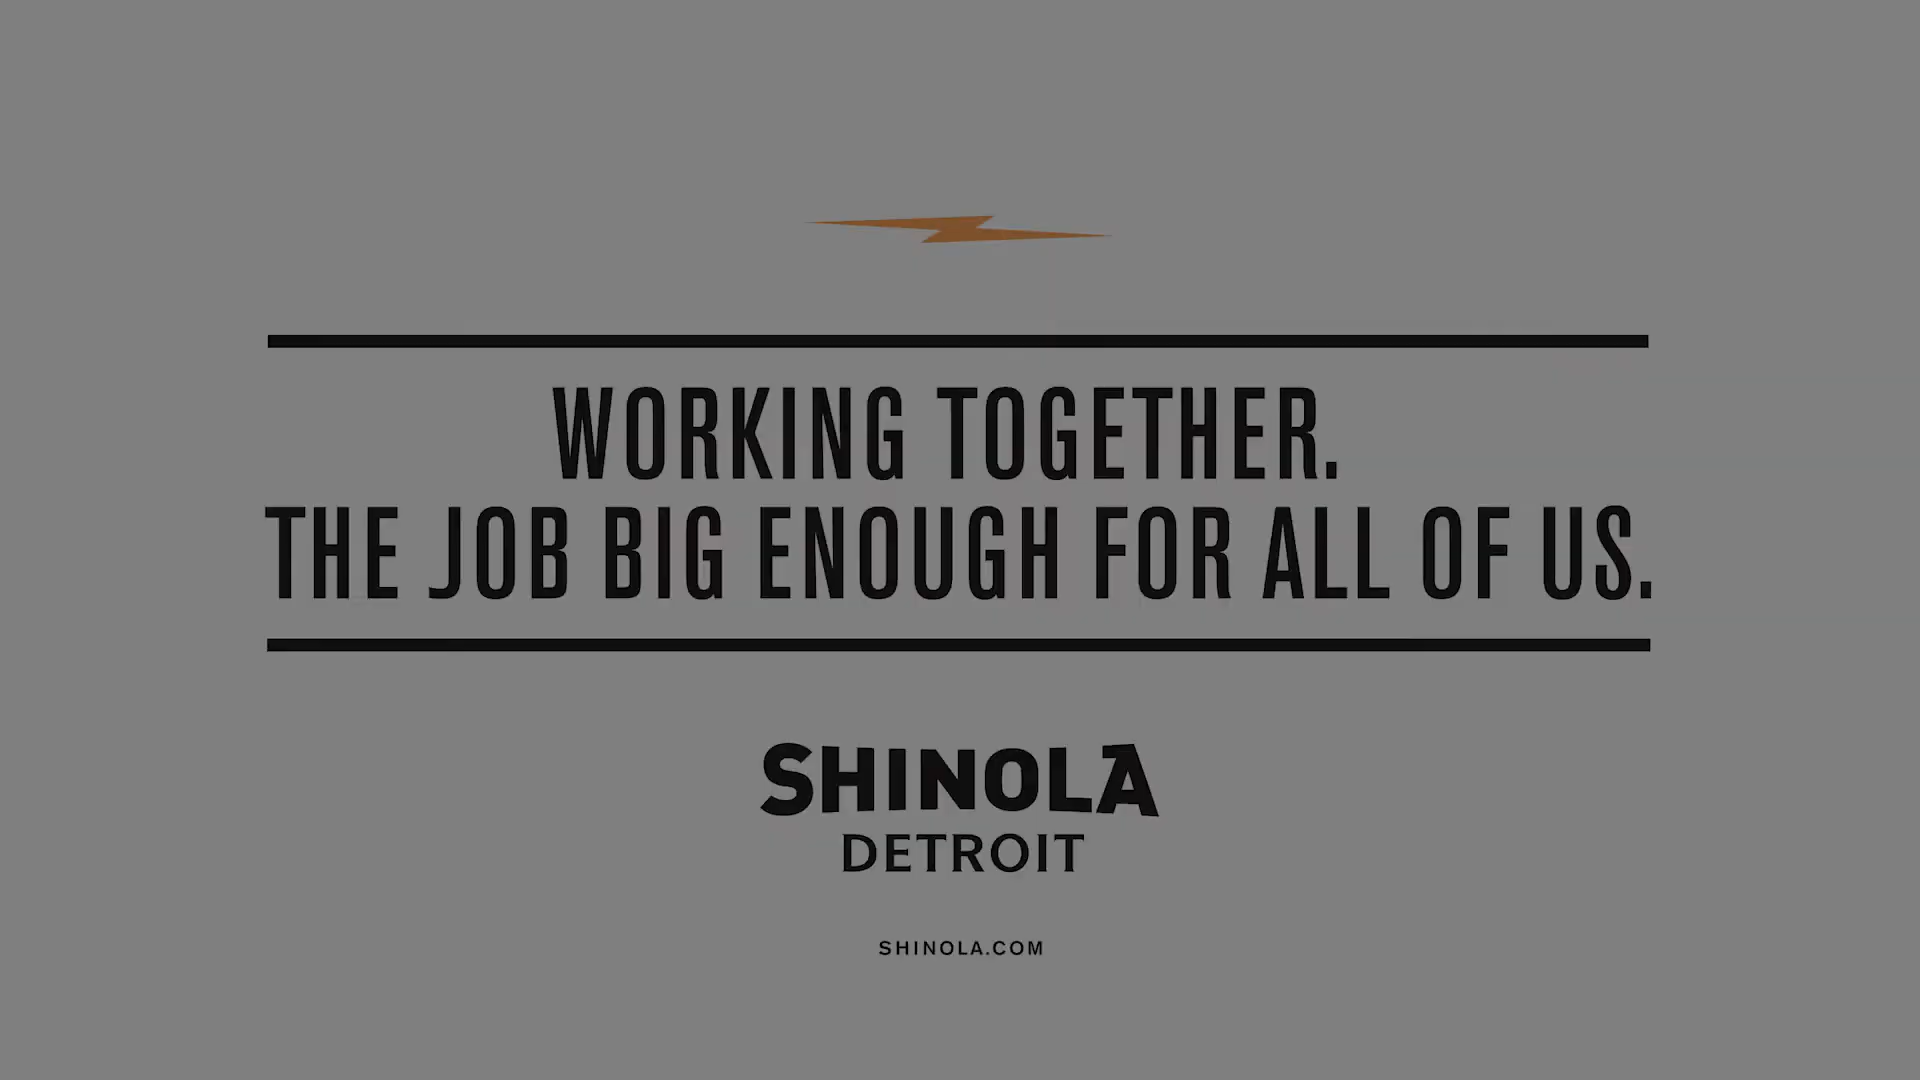 WORKING TOGETHER.
THE JOB BIG ENOUGH FOR ALL OF US.
SHINOLA
DETROIT
SHINOLA.COM